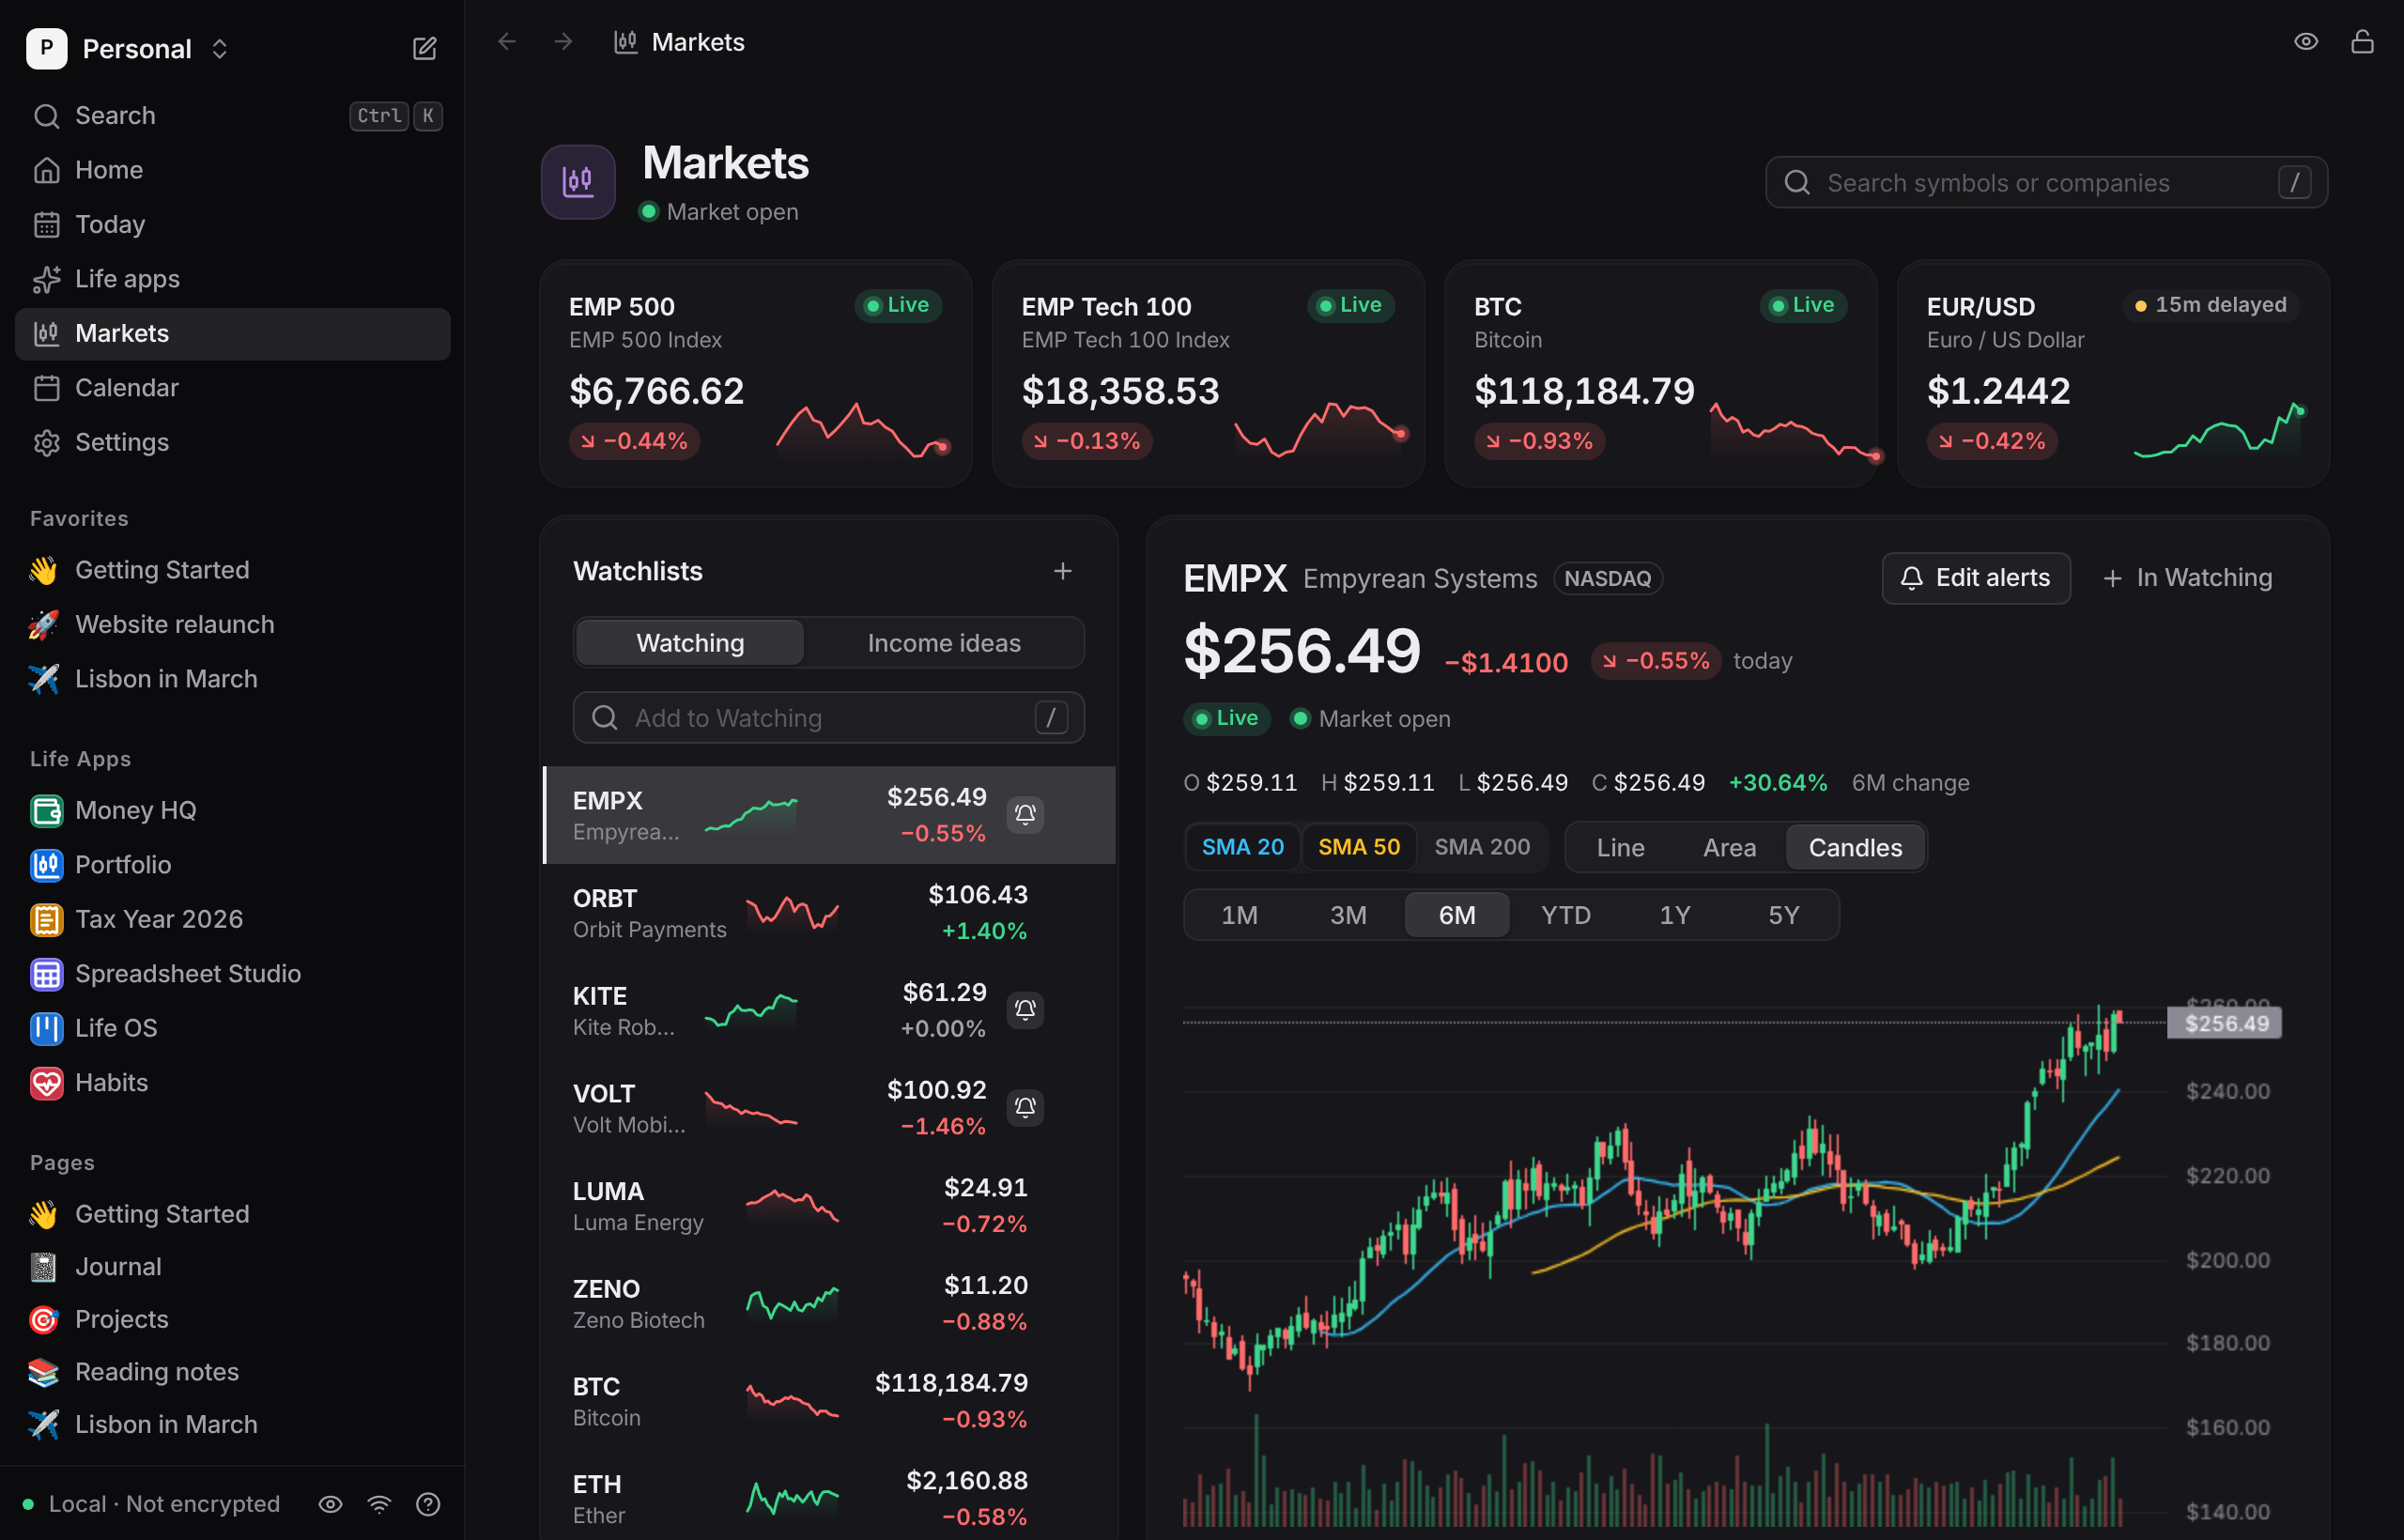 P Personal
Search Ctrl K
Home
Today
Life apps
Markets
Calendar
Settings
Favorites
Getting Started
Website relaunch
Lisbon in March
Life Apps
Money HQ
Portfolio
Tax Year 2026
Spreadsheet Studio
Life OS
Habits
Pages
Getting Started
Journal
Projects
Reading notes
Lisbon in March
Local · Not encrypted
Markets
Markets
Market open
Search symbols or companies /
EMP 500 Live
EMP 500 Index
$6,766.62
−0.44%
EMP Tech 100 Live
EMP Tech 100 Index
$18,358.53
−0.13%
BTC Live
Bitcoin
$118,184.79
−0.93%
EUR/USD 15m delayed
Euro / US Dollar
$1.2442
−0.42%
Watchlists
Watching Income ideas
Add to Watching /
EMPX $256.49
Empyrea... −0.55%
ORBT $106.43
Orbit Payments +1.40%
KITE $61.29
Kite Rob... +0.00%
VOLT $100.92
Volt Mobi... −1.46%
LUMA $24.91
Luma Energy −0.72%
ZENO $11.20
Zeno Biotech −0.88%
BTC $118,184.79
Bitcoin −0.93%
ETH $2,160.88
Ether −0.58%
EMPX Empyrean Systems NASDAQ Edit alerts In Watching
$256.49 −$1.4100 −0.55% today
Live Market open
O $259.11 H $259.11 L $256.49 C $256.49 +30.64% 6M change
SMA 20 SMA 50 SMA 200 Line Area Candles
1M 3M 6M YTD 1Y 5Y
$260.00
$256.49
$240.00
$220.00
$200.00
$180.00
$160.00
$140.00